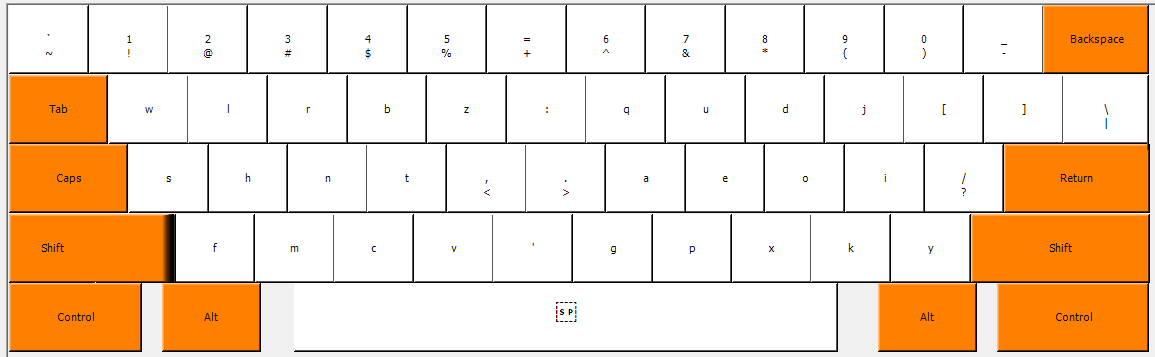 ` 1 2 3 4 5 = 6 7 8 9 0 _ Backspace
~ ! @ # $ % + ^ & * ( ) -
Tab w l r b z : q u d j [ ] \
|
Caps s h n t , . a e o i / Return
< > ?
Shift f m c v ' g p x k y Shift
Control Alt SP Alt Control